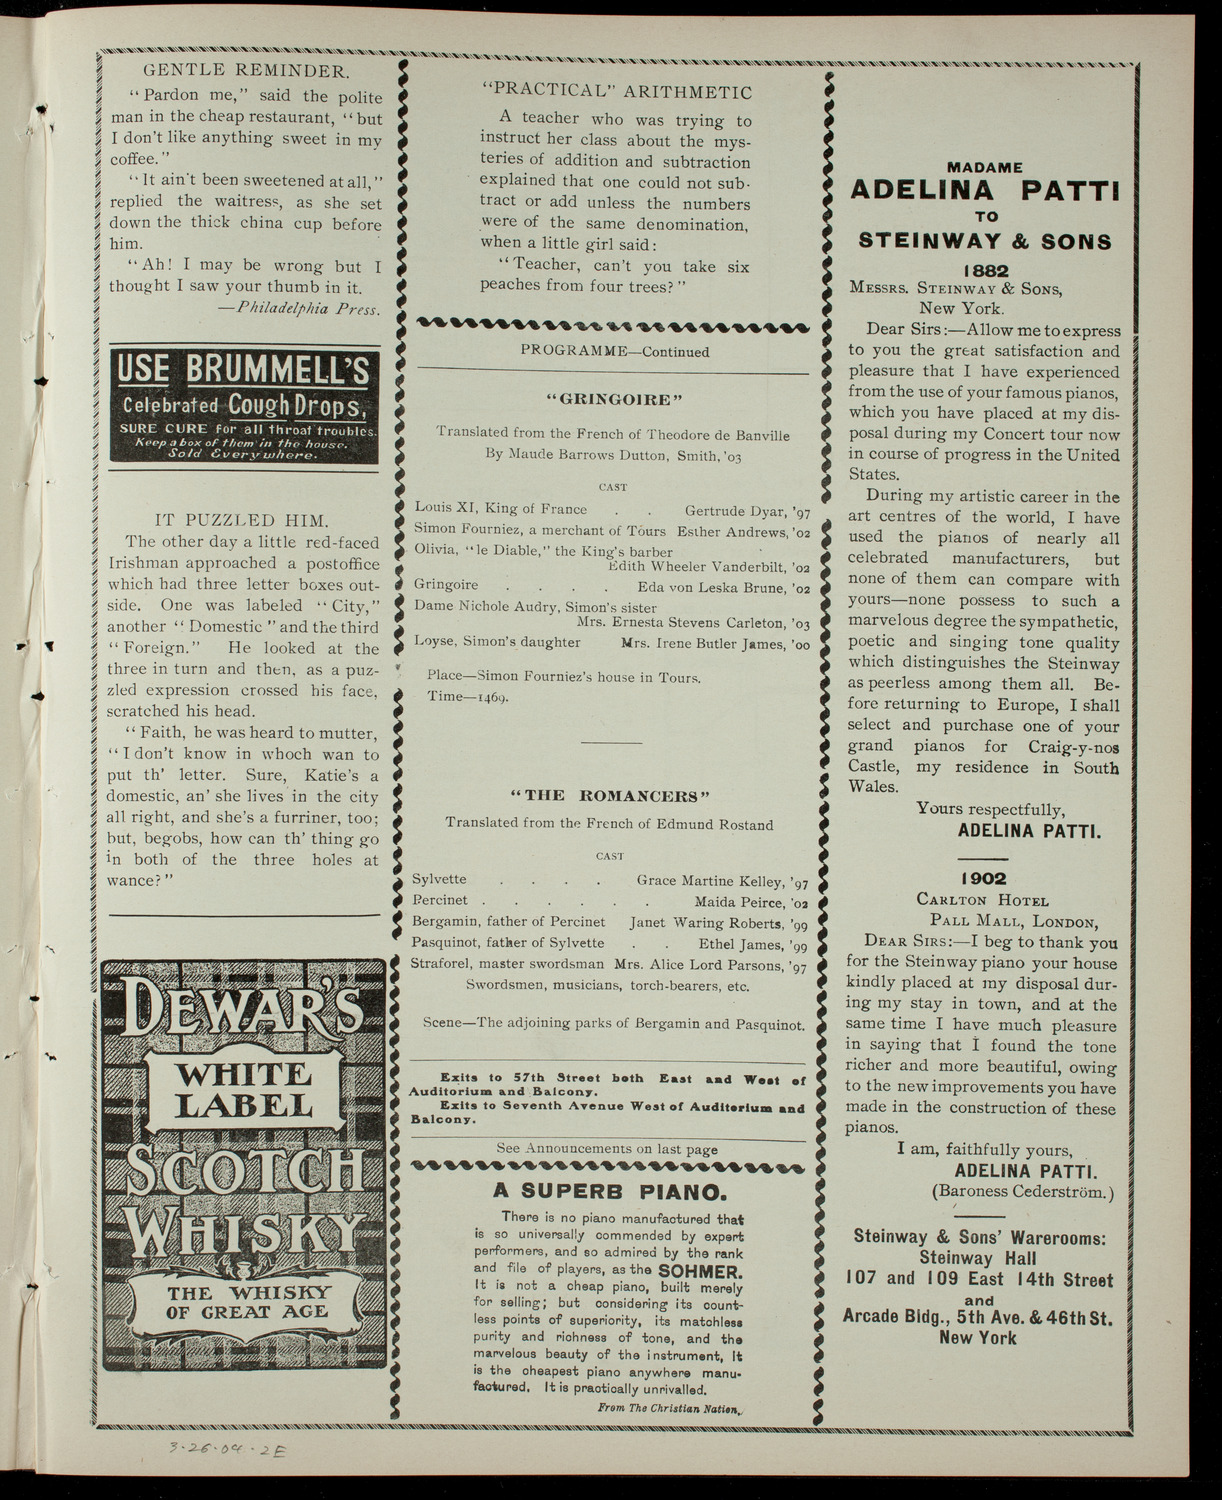 GENTLE REMINDER.
“Pardon me,” said the polite
man in the cheap restaurant, “but
I don't like anything sweet in my
coffee.”
“It ain't been sweetened at all,”
replied the waitress, as she set
down the thick china cup before
him.
“Ah! I may be wrong but I
thought I saw your thumb in it.
—Philadelphia Press.
USE BRUMMELL'S
Celebrated Cough Drops,
SURE CURE for all throat troubles.
Keep a box of them in the house.
Sold Everywhere.
IT PUZZLED HIM.
The other day a little red-faced
Irishman approached a postoffice
which had three letter boxes out-
side. One was labeled “City,”
another “Domestic” and the third
“Foreign.” He looked at the
three in turn and then, as a puz-
zled expression crossed his face,
scratched his head.
“Faith, he was heard to mutter,
“I don't know in whoch wan to
put th' letter. Sure, Katie's a
domestic, an' she lives in the city
all right, and she's a furriner, too;
but, begobs, how can th' thing go
in both of the three holes at
wance?”
DEWAR'S
WHITE
LABEL
SCOTCH
WHISKY
THE WHISKY
OF GREAT AGE
“PRACTICAL” ARITHMETIC
A teacher who was trying to
instruct her class about the mys-
teries of addition and subtraction
explained that one could not sub-
tract or add unless the numbers
were of the same denomination,
when a little girl said:
“Teacher, can't you take six
peaches from four trees?”
PROGRAMME—Continued
“GRINGOIRE”
Translated from the French of Theodore de Banville
By Maude Barrows Dutton, Smith, '03
CAST
Louis XI, King of France . . Gertrude Dyar, '97
Simon Fourniez, a merchant of Tours Esther Andrews, '02
Olivia, “le Diable,” the King's barber
Edith Wheeler Vanderbilt, '02
Gringoire . . . . Eda von Leska Brune, '02
Dame Nichole Audry, Simon's sister
Mrs. Ernesta Stevens Carleton, '03
Loyse, Simon's daughter Mrs. Irene Butler James, '00
Place—Simon Fourniez's house in Tours.
Time—1469.
“THE ROMANCERS”
Translated from the French of Edmund Rostand
CAST
Sylvette . . . . Grace Martine Kelley, '97
Percinet . . . . . . Maida Peirce, '02
Bergamin, father of Percinet Janet Waring Roberts, '99
Pasquinot, father of Sylvette . . Ethel James, '99
Straforel, master swordsman Mrs. Alice Lord Parsons, '97
Swordsmen, musicians, torch-bearers, etc.
Scene—The adjoining parks of Bergamin and Pasquinot.
Exits to 57th Street both East and West of
Auditorium and Balcony.
Exits to Seventh Avenue West of Auditorium and
Balcony.
See Announcements on last page
A SUPERB PIANO.
There is no piano manufactured that
is so universally commended by expert
performers, and so admired by the rank
and file of players, as the SOHMER.
It is not a cheap piano, built merely
for selling; but considering its count-
less points of superiority, its matchless
purity and richness of tone, and the
marvelous beauty of the instrument, It
is the cheapest piano anywhere manu-
factured. It is practically unrivalled.
From The Christian Nation.
MADAME
ADELINA PATTI
TO
STEINWAY & SONS
1882
MESSRS. STEINWAY & SONS,
New York.
Dear Sirs:—Allow me to express
to you the great satisfaction and
pleasure that I have experienced
from the use of your famous pianos,
which you have placed at my dis-
posal during my Concert tour now
in course of progress in the United
States.
During my artistic career in the
art centres of the world, I have
used the pianos of nearly all
celebrated manufacturers, but
none of them can compare with
yours—none possess to such a
marvelous degree the sympathetic,
poetic and singing tone quality
which distinguishes the Steinway
as peerless among them all. Be-
fore returning to Europe, I shall
select and purchase one of your
grand pianos for Craig-y-nos
Castle, my residence in South
Wales.
Yours respectfully,
ADELINA PATTI.
1902
CARLTON HOTEL
PALL MALL, LONDON,
DEAR SIRS:—I beg to thank you
for the Steinway piano your house
kindly placed at my disposal dur-
ing my stay in town, and at the
same time I have much pleasure
in saying that I found the tone
richer and more beautiful, owing
to the new improvements you have
made in the construction of these
pianos.
I am, faithfully yours,
ADELINA PATTI.
(Baroness Cederström.)
Steinway & Sons' Warerooms:
Steinway Hall
107 and 109 East 14th Street
and
Arcade Bldg., 5th Ave. & 46th St.
New York
3-26-04-2E